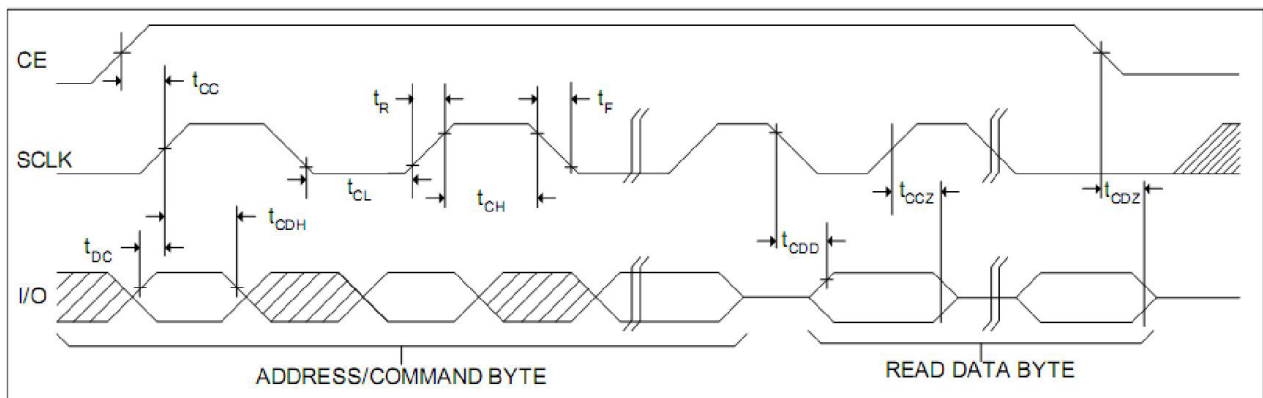 CE
tCC
tR
tF
SCLK
tCL
tCH
tCCZ
tCDZ
tCDH
tDC
tCDD
I/O
ADDRESS/COMMAND BYTE
READ DATA BYTE